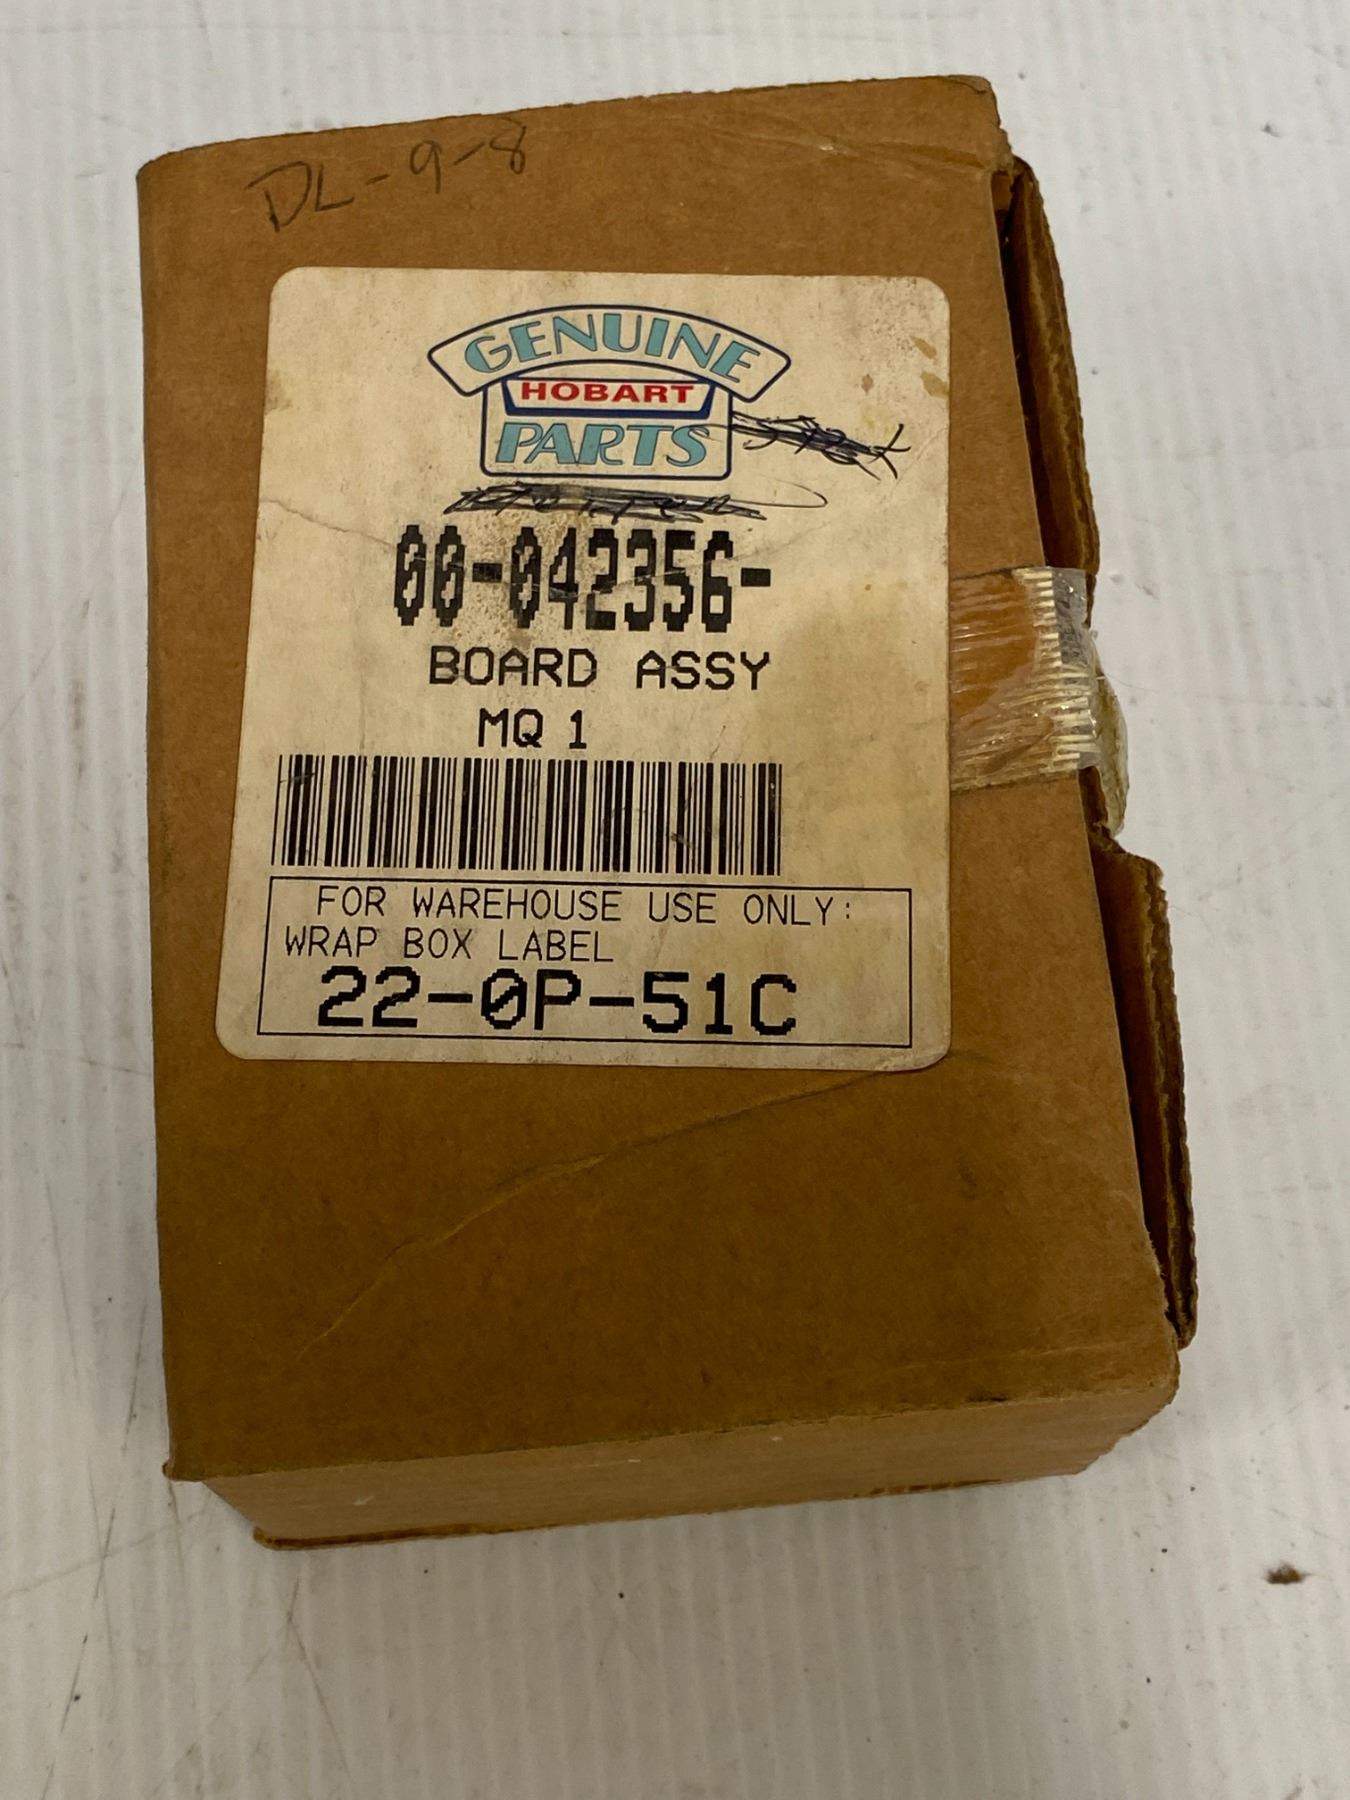 DL-9-8
GENUINE
HOBART
PARTS
00-042356-
BOARD ASSY
MQ 1
FOR WAREHOUSE USE ONLY:
WRAP BOX LABEL
22-0P-51C